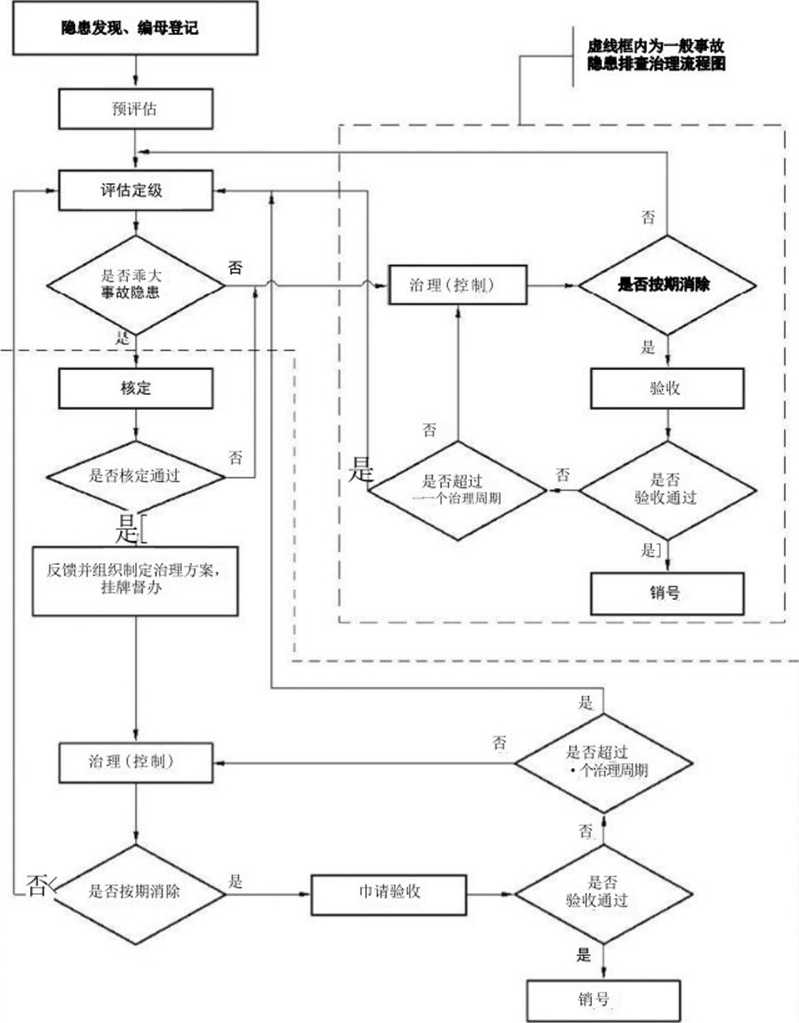 隐患发现、编母登记
虚线框内为一般事故
隐患排查治理流程图
预评估
评估定级
否
是否乖大
事故隐患
否
治理(控制)
是否按期消除
是
是
核定
验收
否
是否核定通过
否
是
是否超过
一一个治理周期
否
是否
验收通过
是[
是]
反馈并组织制定治理方案，
挂牌督办
销号
是
否
是否超过
·个治理周期
治理(控制)
否
否
是否按期消除
是
巾请验收
是否
验收通过
是
销号